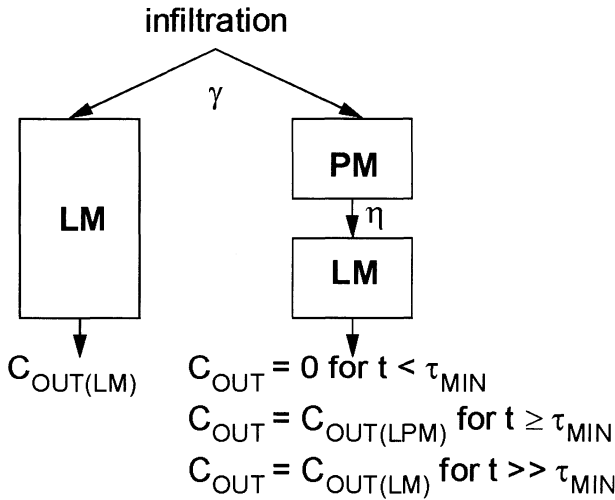 infiltration
γ
PM
LM
η
LM
C_OUT(LM)
C_OUT = 0 for t < τ_MIN
C_OUT = C_OUT(LPM) for t ≥ τ_MIN
C_OUT = C_OUT(LM) for t >> τ_MIN